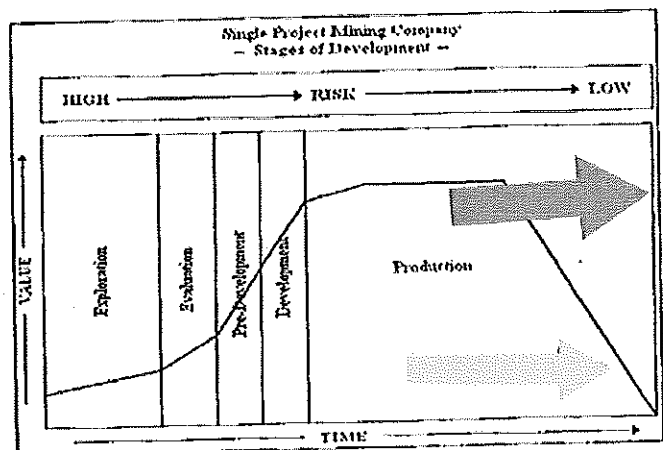 Single Project Mining Company
– Stages of Development –
HIGH RISK LOW
VALUE
Exploration
Evaluation
Pre-Development
Development
Production
TIME